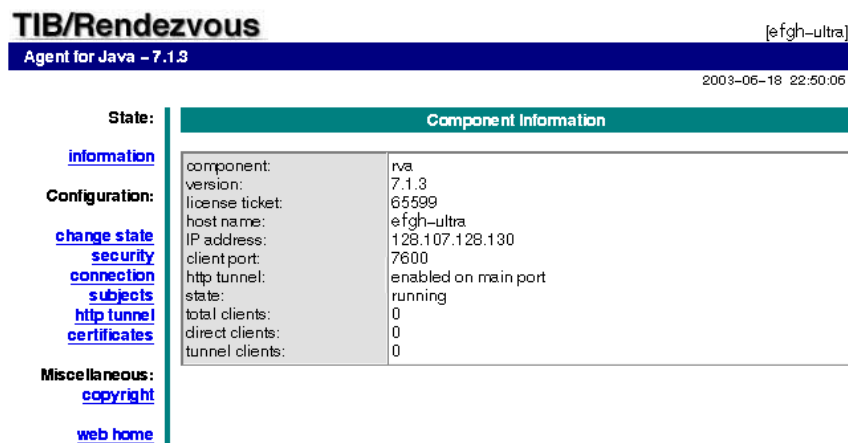 TIB/Rendezvous
[efgh-ultra]
Agent for Java - 7.1.3
2003-06-18 22:50:06
State:
information
Configuration:
change state
security
connection
subjects
http tunnel
certificates
Miscellaneous:
copyright
web home
Component Information
component: rva
version: 7.1.3
license ticket: 65599
host name: efgh-ultra
IP address: 128.107.128.130
client port: 7600
http tunnel: enabled on main port
state: running
total clients: 0
direct clients: 0
tunnel clients: 0